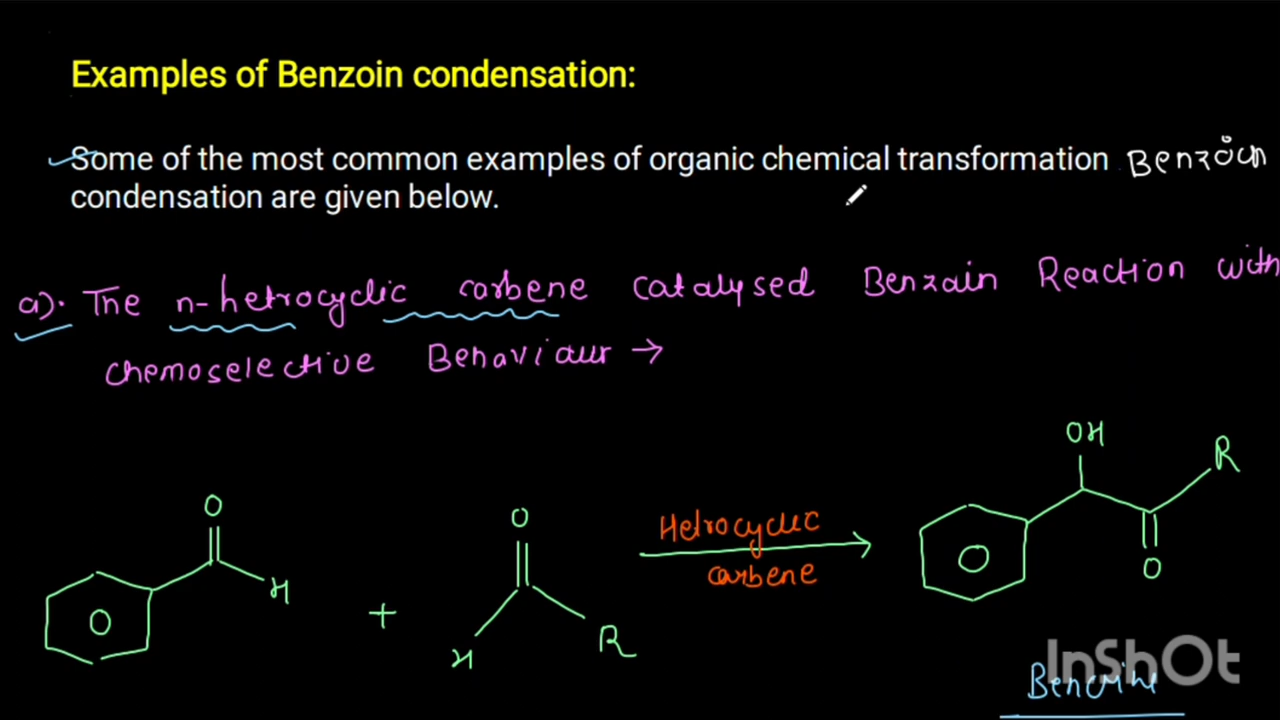 Examples of Benzoin condensation:
Some of the most common examples of organic chemical transformation Benzoin
condensation are given below.
a). The n-hetrocyclic carbene catalysed Benzain Reaction with
chemoselective Behaviour →
OH
R
O
O
Hetrocyclic
H
+
carbene
O
O
O
H
R
InShOt